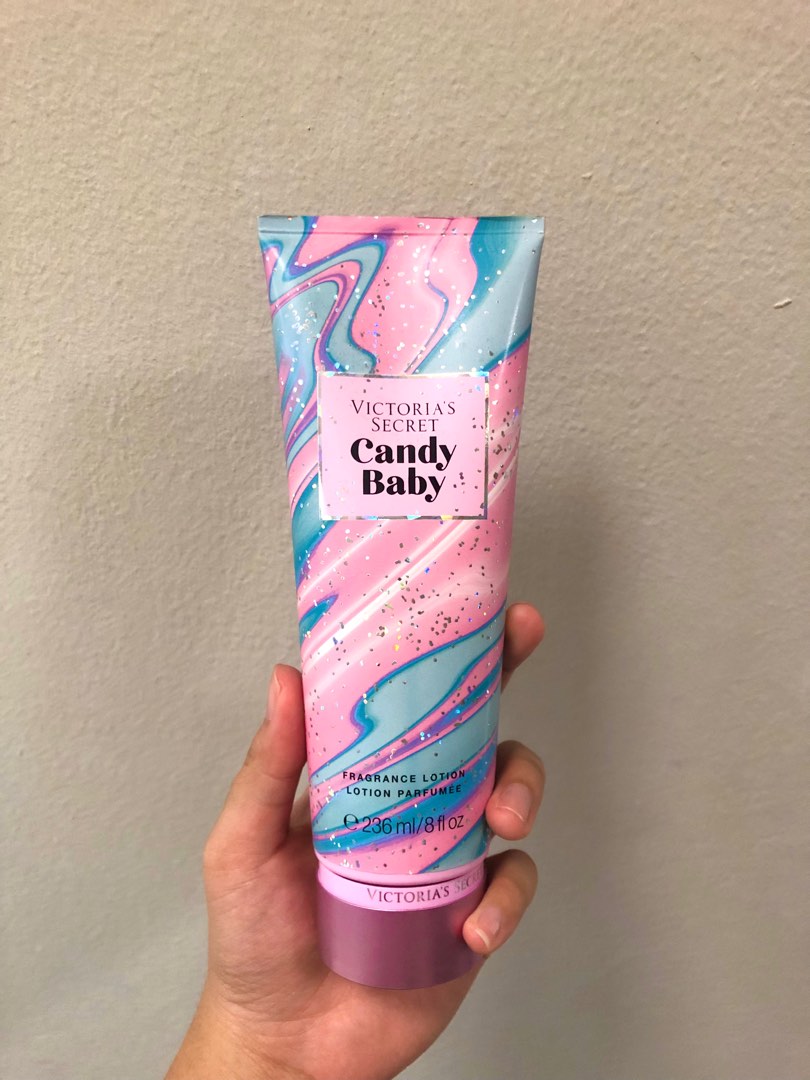 VICTORIA'S
SECRET
Candy
Baby
FRAGRANCE LOTION
LOTION PARFUMÉE
℮ 236 ml/8 fl oz
VICTORIA'S SECRET